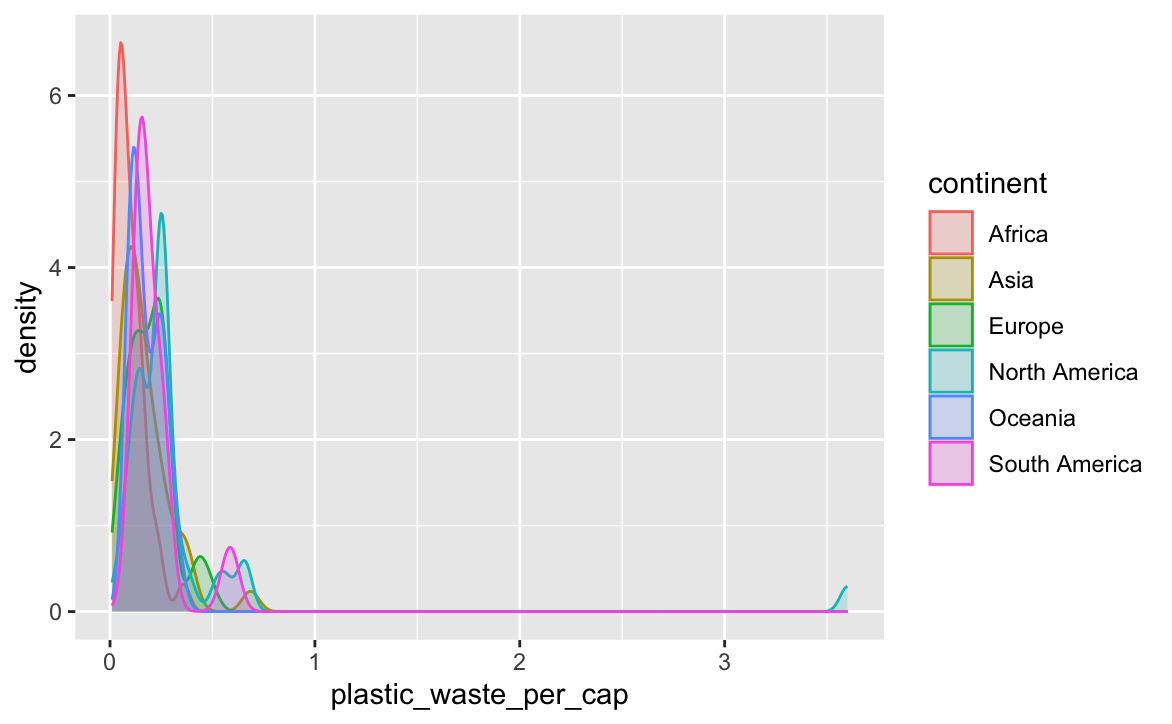 6
4
2
0
density
0
1
2
3
plastic_waste_per_cap
continent
Africa
Asia
Europe
North America
Oceania
South America